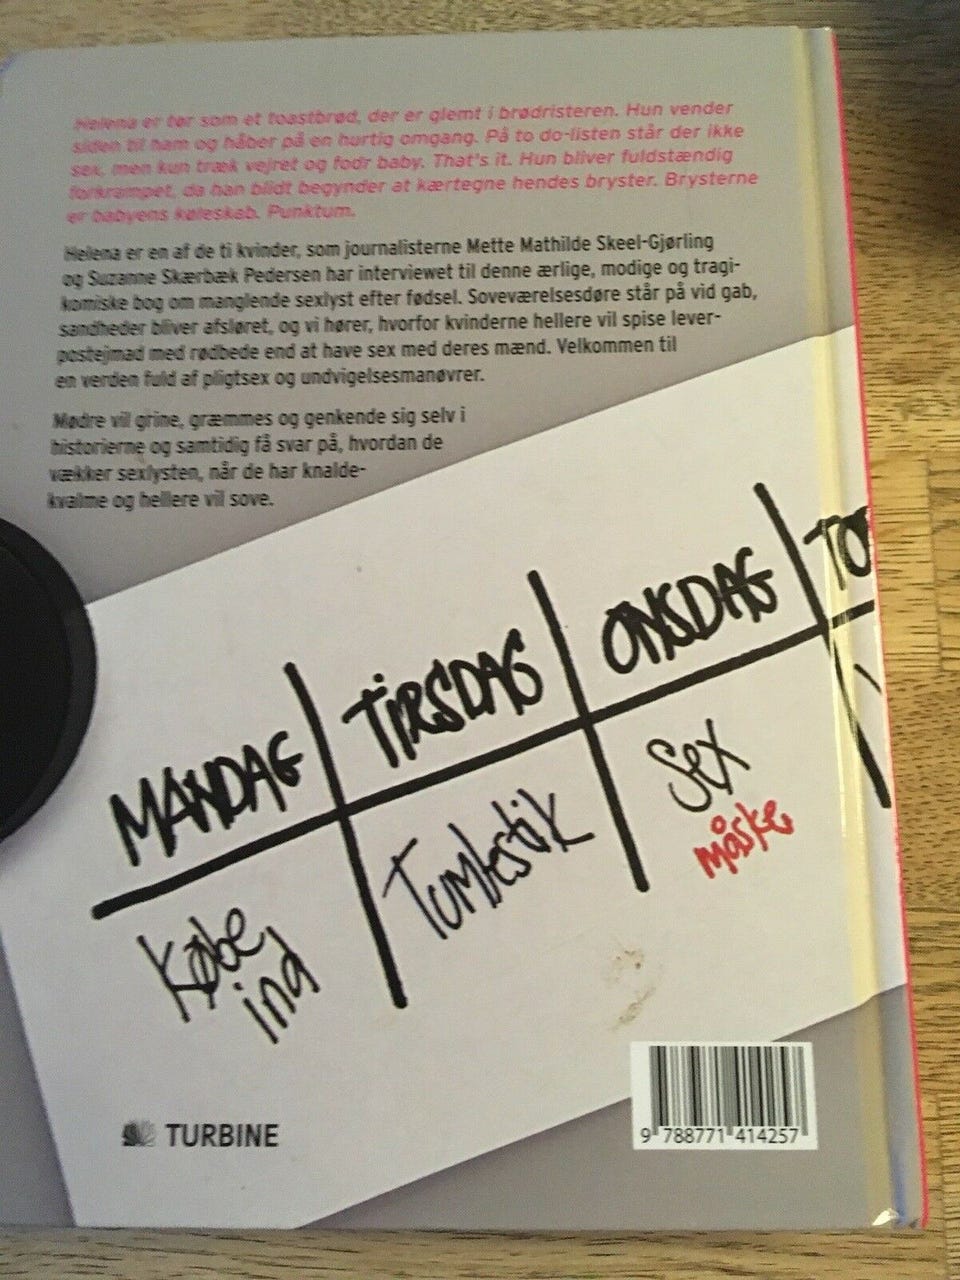 Helena er tør som et toastbrød, der er glemt i brødristeren. Hun vender
siden til ham og håber på en hurtig omgang. På to do-listen står der ikke
sex, men kun træk vejret og fodr baby. That's it. Hun bliver fuldstændig
forkrampet, da han blidt begynder at kærtegne hendes bryster. Brysterne
er babyens køleskab. Punktum.
Helena er en af de ti kvinder, som journalisterne Mette Mathilde Skeel-Gjørling
og Suzanne Skærbæk Pedersen har interviewet til denne ærlige, modige og tragi-
komiske bog om manglende sexlyst efter fødsel. Soveværelsesdøre står på vid gab,
sandheder bliver afsløret, og vi hører, hvorfor kvinderne hellere vil spise lever-
postejmad med rødbede end at have sex med deres mænd. Velkommen til
en verden fuld af pligtsex og undvigelsesmanøvrer.
Mødre vil grine, græmmes og genkende sig selv i
historierne og samtidig få svar på, hvordan de
vækker sexlysten, når de har knalde-
kvalme og hellere vil sove.
MANDAG TIRSDAG ONSDAG TO
Købe ind
Tumlestik
Sex
måske
TURBINE
9 788771 414257